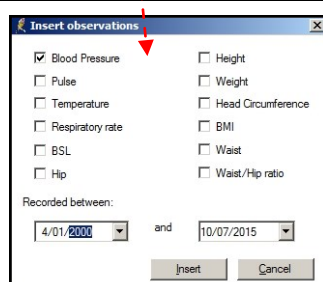 Insert observations
Blood Pressure
Height
Pulse
Weight
Temperature
Head Circumference
Respiratory rate
BMI
BSL
Waist
Hip
Waist/Hip ratio
Recorded between:
4/01/2000 and 10/07/2015
Insert Cancel